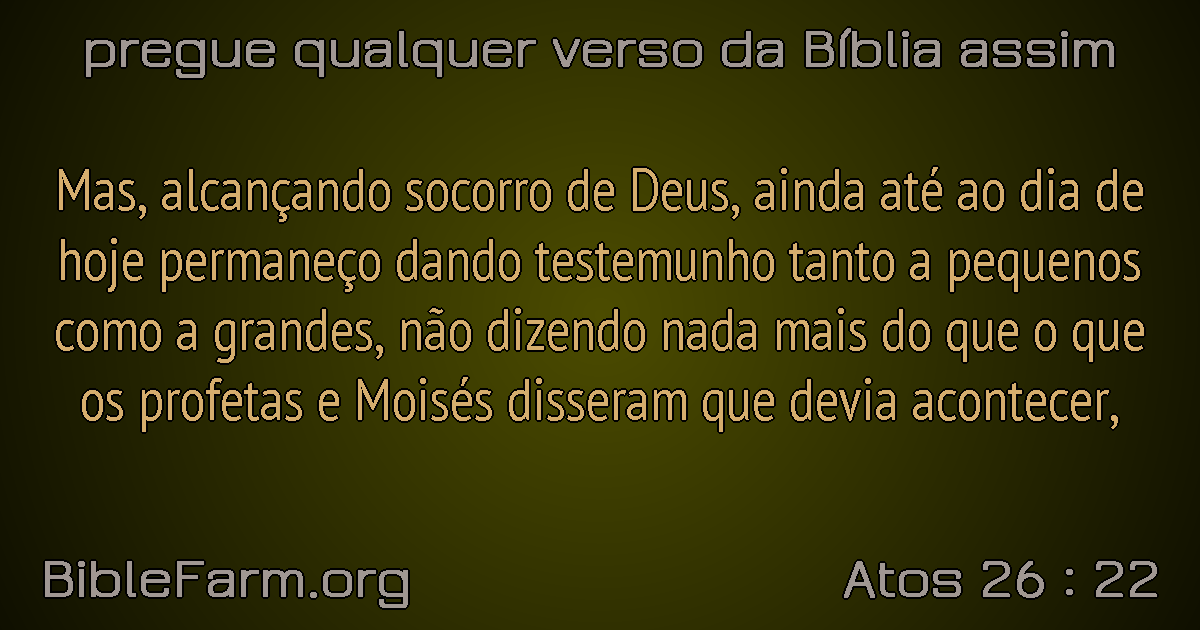 pregue qualquer verso da Bíblia assim
Mas, alcançando socorro de Deus, ainda até ao dia de
hoje permaneço dando testemunho tanto a pequenos
como a grandes, não dizendo nada mais do que o que
os profetas e Moisés disseram que devia acontecer,
BibleFarm.org
Atos 26 : 22